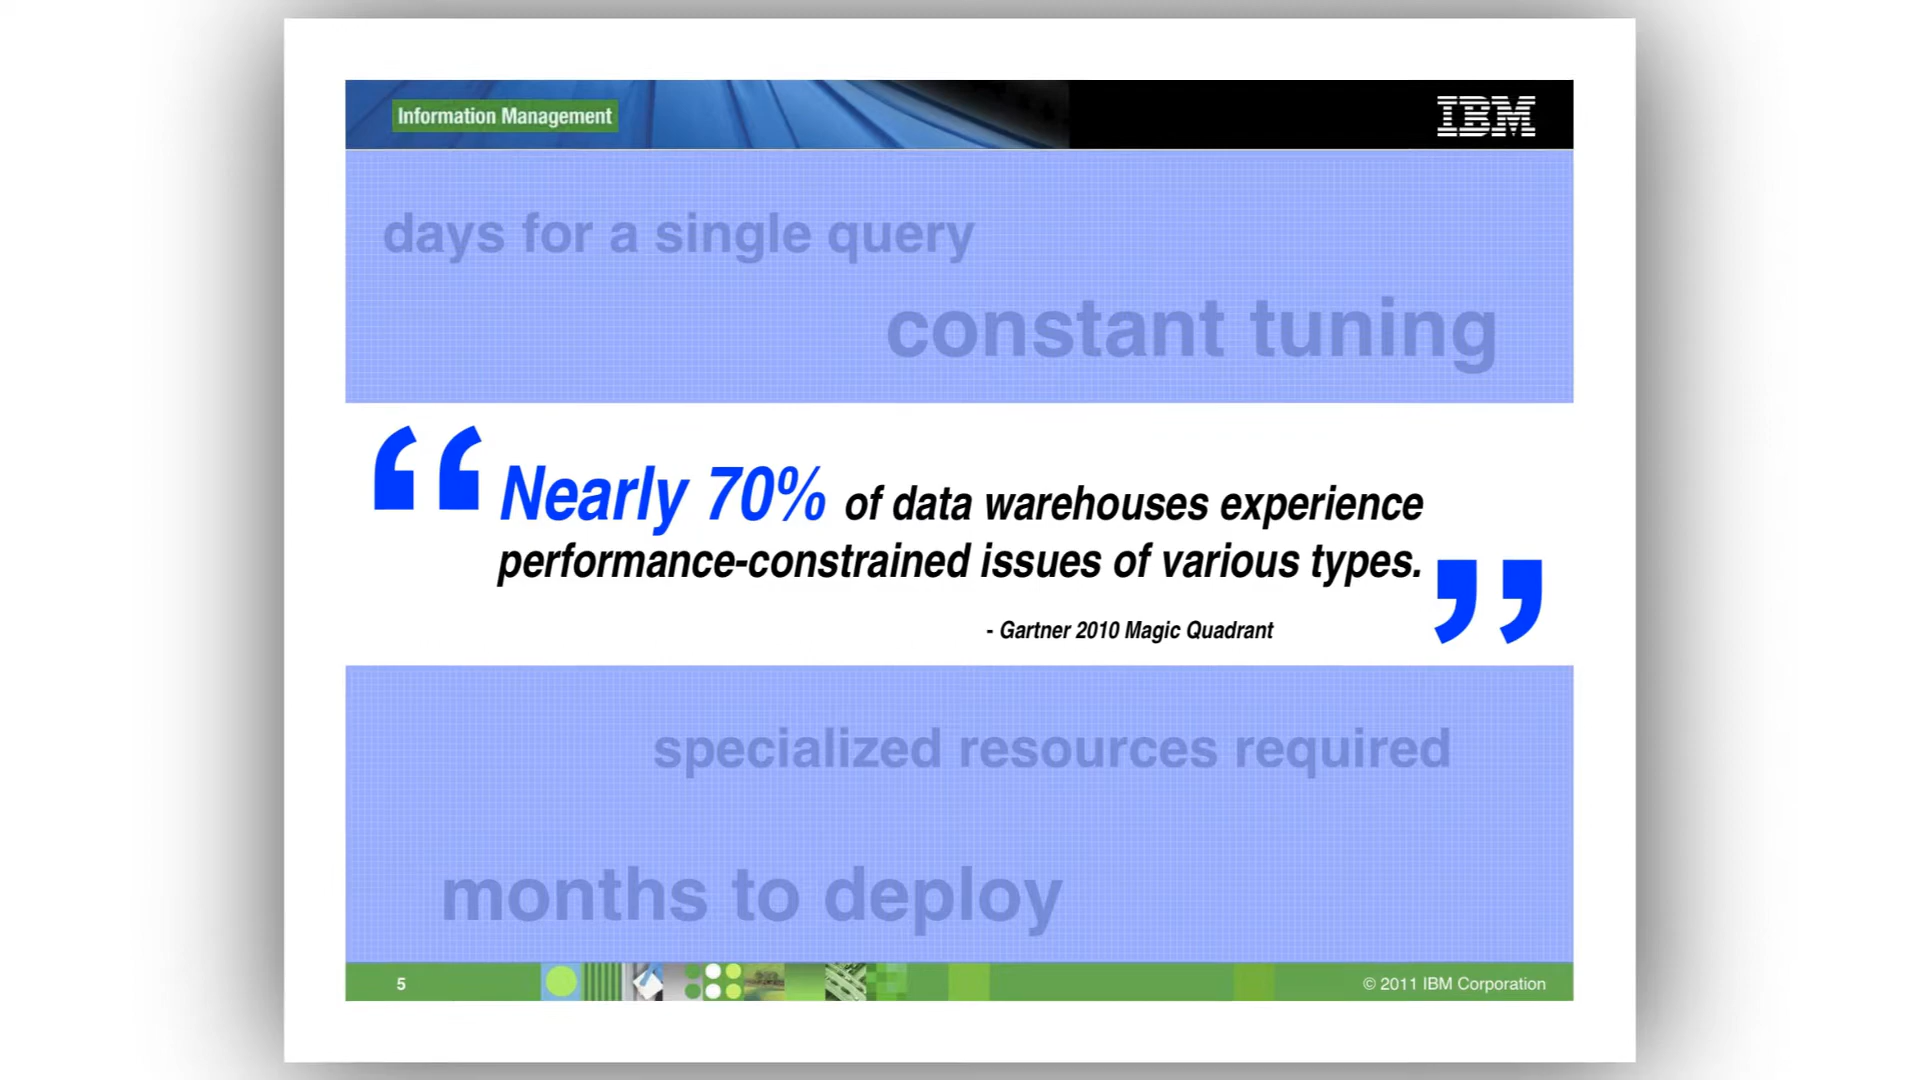 Information Management
IBM
days for a single query
constant tuning
“ Nearly 70% of data warehouses experience
performance-constrained issues of various types. ”
- Gartner 2010 Magic Quadrant
specialized resources required
months to deploy
5
© 2011 IBM Corporation